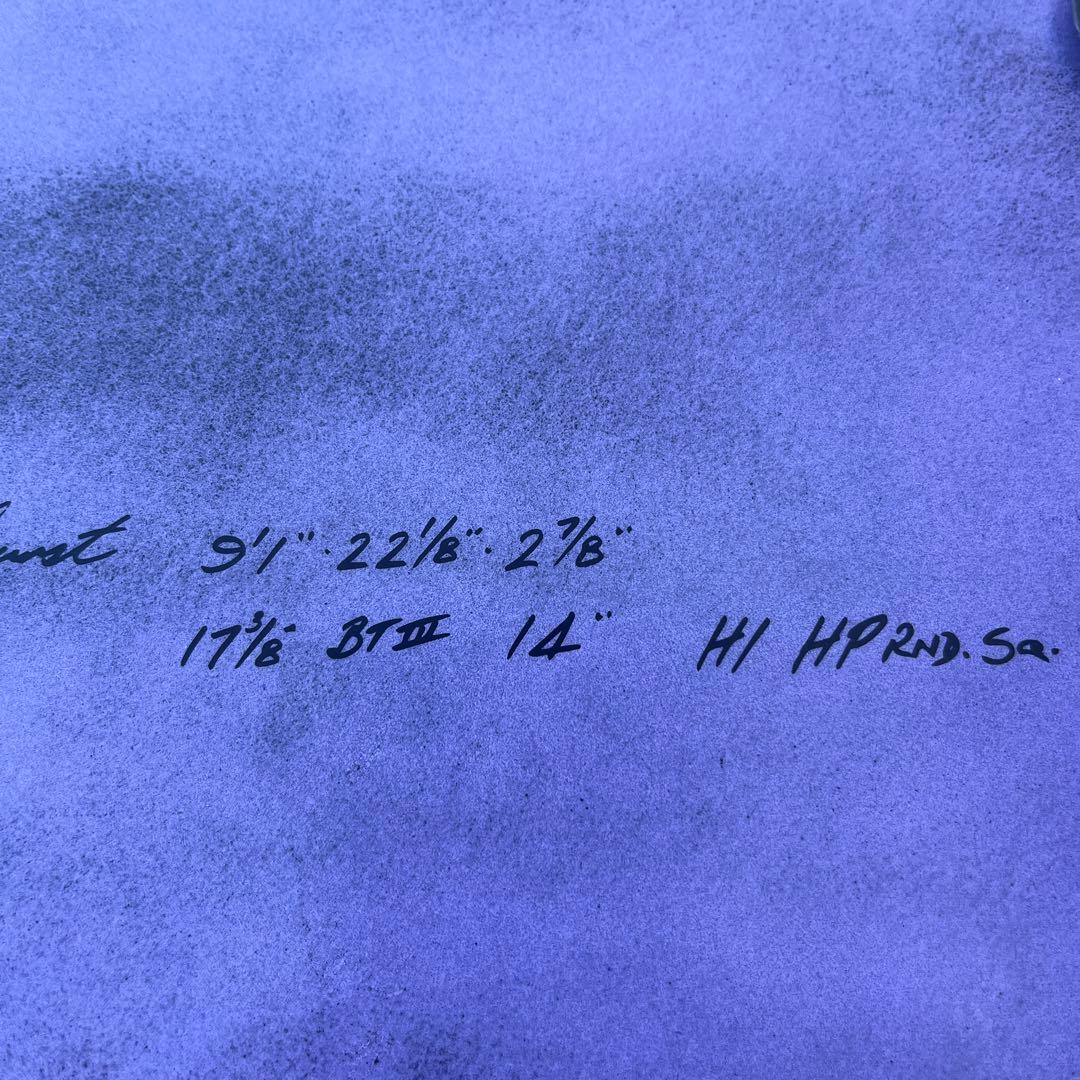 9'1" · 22 1/8" · 2 7/8"
17 3/8" BT III 14" H1 HP RND. Sq.